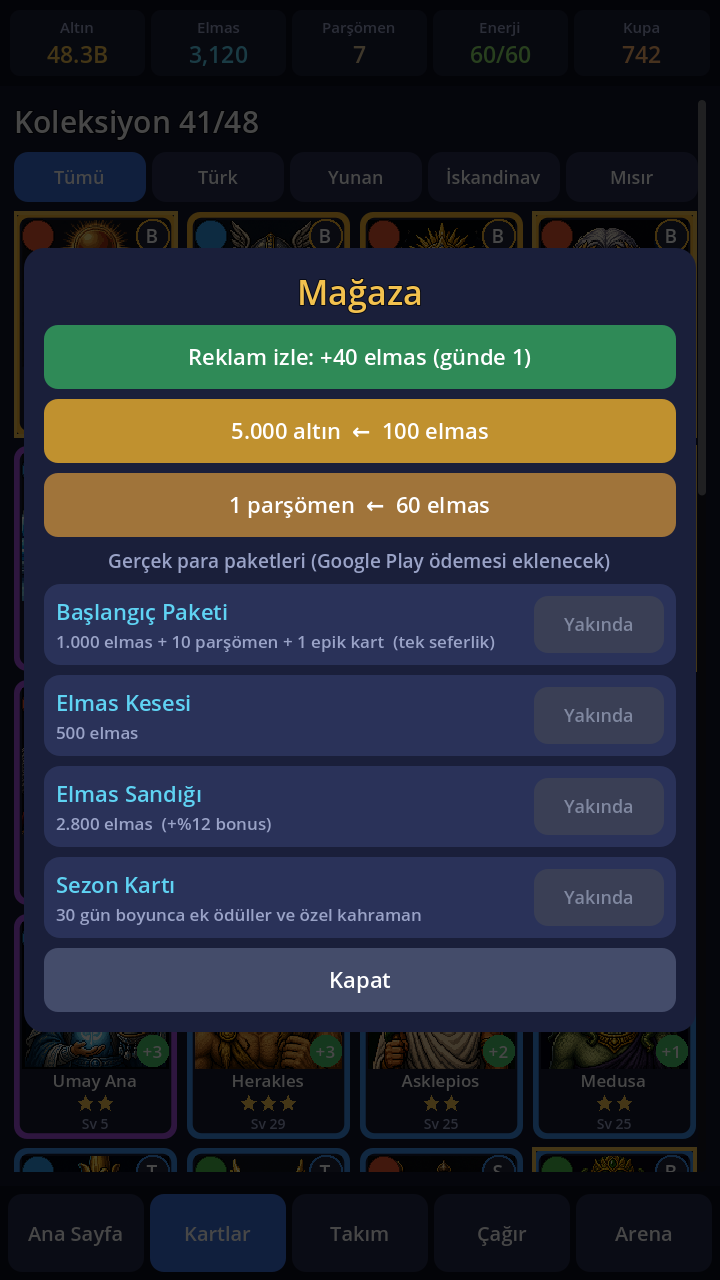 Altın Elmas Parşömen Enerji Kupa
48.3B 3,120 7 60/60 742
Koleksiyon 41/48
Tümü Türk Yunan İskandinav Mısır
B B B B
Mağaza
Reklam izle: +40 elmas (günde 1)
5.000 altın ← 100 elmas
1 parşömen ← 60 elmas
Gerçek para paketleri (Google Play ödemesi eklenecek)
Başlangıç Paketi
1.000 elmas + 10 parşömen + 1 epik kart (tek seferlik)
Yakında
Elmas Kesesi
500 elmas
Yakında
Elmas Sandığı
2.800 elmas (+%12 bonus)
Yakında
Sezon Kartı
30 gün boyunca ek ödüller ve özel kahraman
Yakında
Kapat
+3 +3 +2 +1
Umay Ana Herakles Asklepios Medusa
Sv 5 Sv 29 Sv 25 Sv 25
T T S B
Ana Sayfa Kartlar Takım Çağır Arena